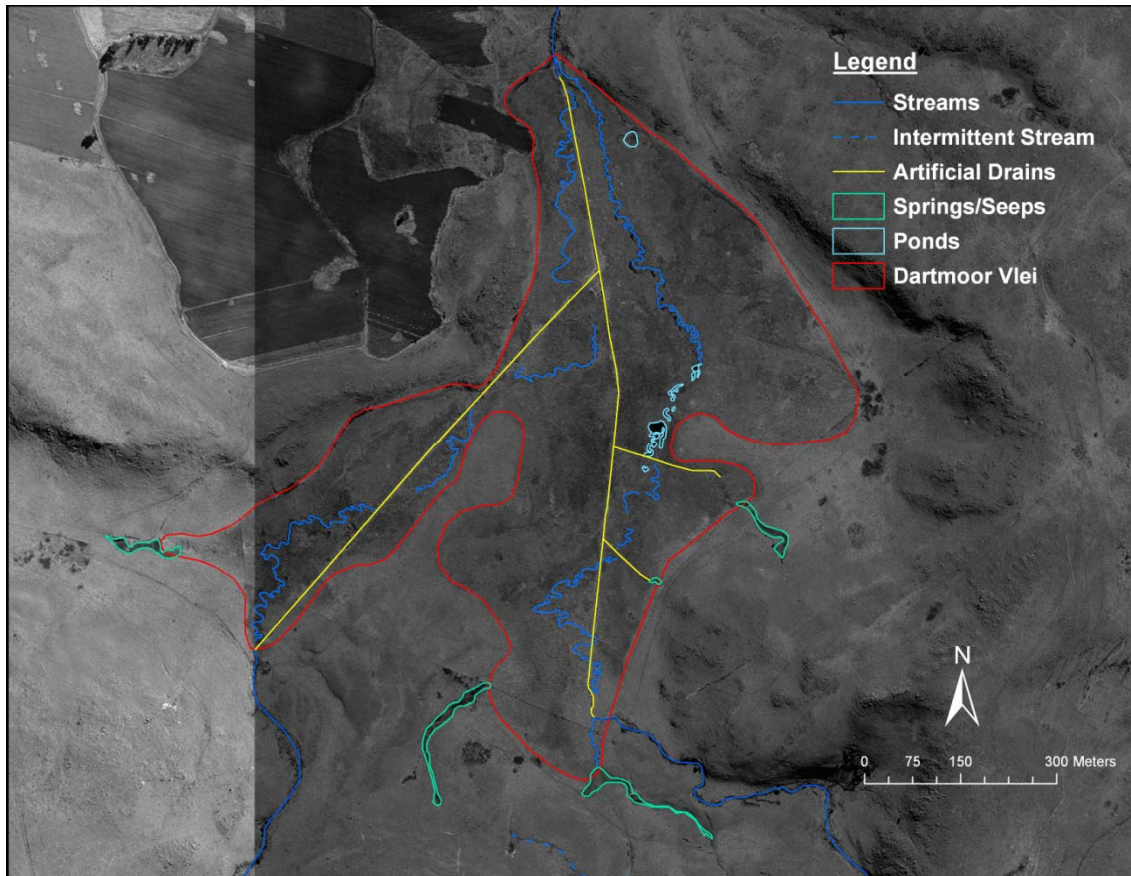 Legend
Streams
Intermittent Stream
Artificial Drains
Springs/Seeps
Ponds
Dartmoor Vlei
N
0 75 150 300 Meters